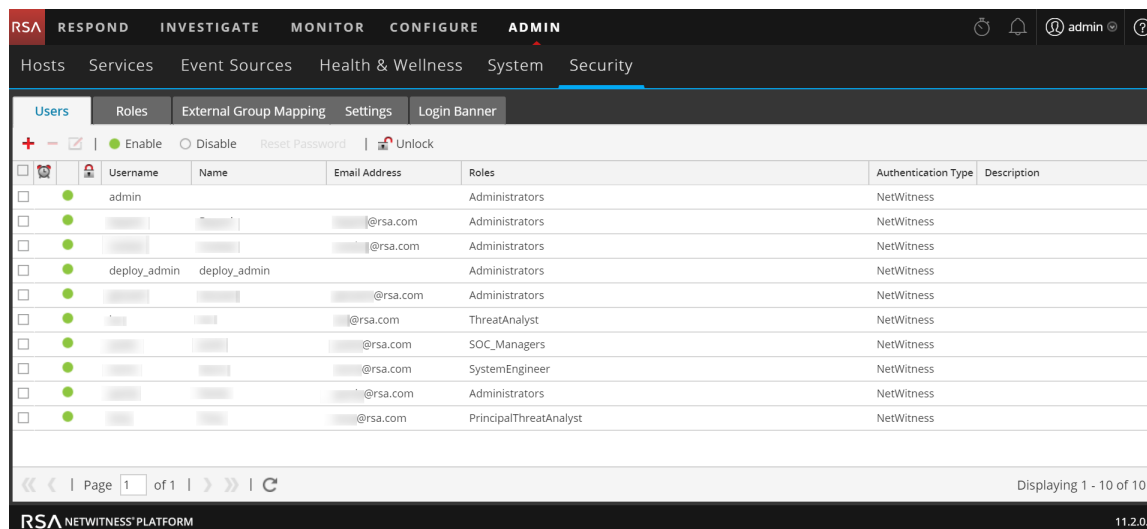 RSA RESPOND INVESTIGATE MONITOR CONFIGURE ADMIN admin
Hosts Services Event Sources Health & Wellness System Security
Users Roles External Group Mapping Settings Login Banner
Enable Disable Reset Password Unlock
Username Name Email Address Roles Authentication Type Description
admin Administrators NetWitness
@rsa.com Administrators NetWitness
@rsa.com Administrators NetWitness
deploy_admin deploy_admin Administrators NetWitness
@rsa.com Administrators NetWitness
@rsa.com ThreatAnalyst NetWitness
@rsa.com SOC_Managers NetWitness
@rsa.com SystemEngineer NetWitness
@rsa.com Administrators NetWitness
@rsa.com PrincipalThreatAnalyst NetWitness
Page 1 of 1 Displaying 1 - 10 of 10
RSA NETWITNESS® PLATFORM 11.2.0